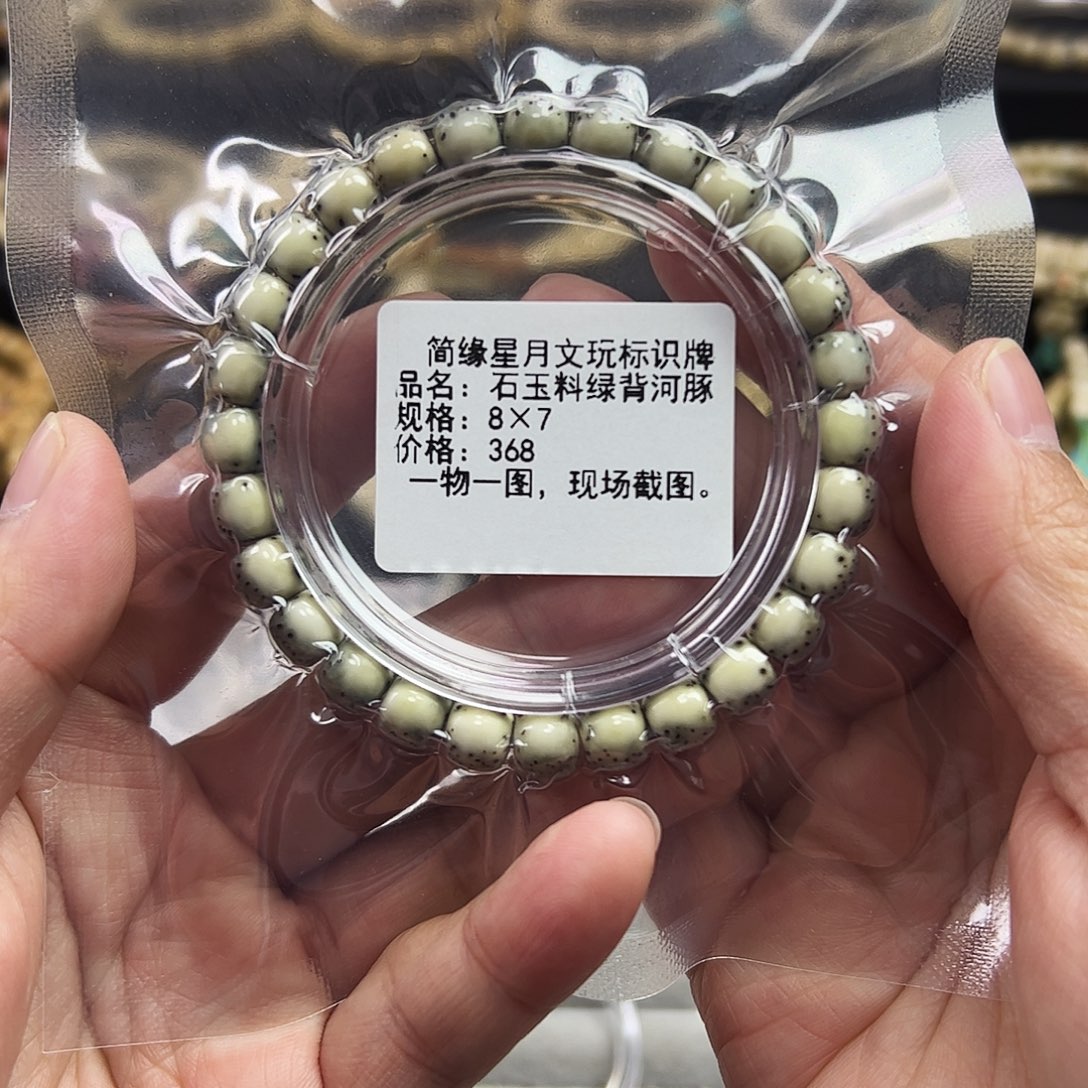 简缘星月文玩标识牌
品名：石玉料绿背河豚
规格：8×7
价格：368
一物一图，现场截图。